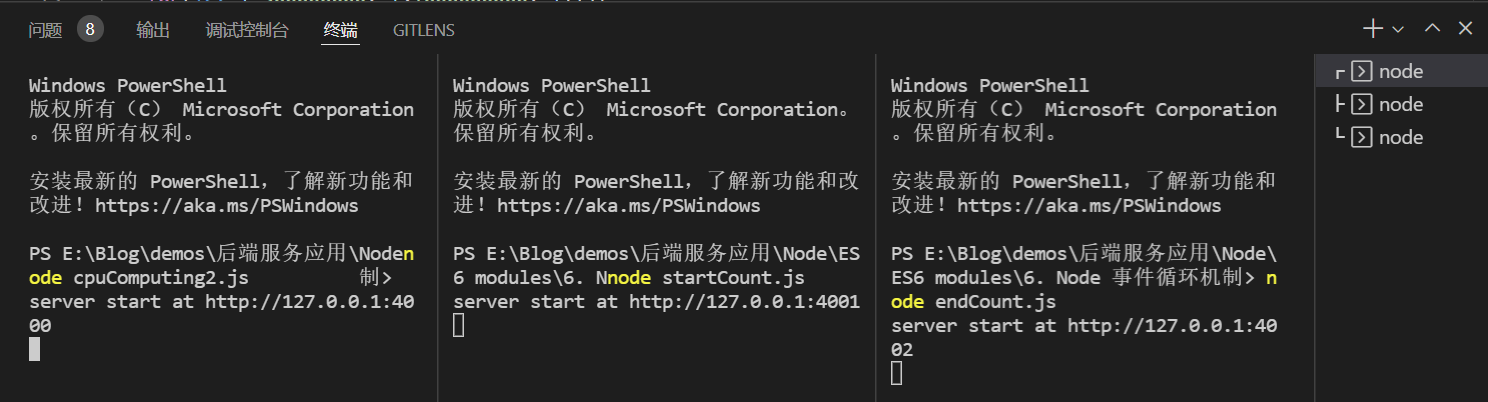 问题 8 输出 调试控制台 终端 GITLENS
Windows PowerShell
版权所有（C） Microsoft Corporation
。保留所有权利。
安装最新的 PowerShell，了解新功能和
改进！https://aka.ms/PSWindows
PS E:\Blog\demos\后端服务应用\Noden
ode cpuComputing2.js 制>
server start at http://127.0.0.1:40
00
Windows PowerShell
版权所有（C） Microsoft Corporation。
保留所有权利。
安装最新的 PowerShell，了解新功能和改
进！https://aka.ms/PSWindows
PS E:\Blog\demos\后端服务应用\Node\ES
6 modules\6. Nnode startCount.js
server start at http://127.0.0.1:4001
Windows PowerShell
版权所有（C） Microsoft Corporation
。保留所有权利。
安装最新的 PowerShell，了解新功能和
改进！https://aka.ms/PSWindows
PS E:\Blog\demos\后端服务应用\Node\
ES6 modules\6. Node 事件循环机制> n
ode endCount.js
server start at http://127.0.0.1:40
02
node
node
node